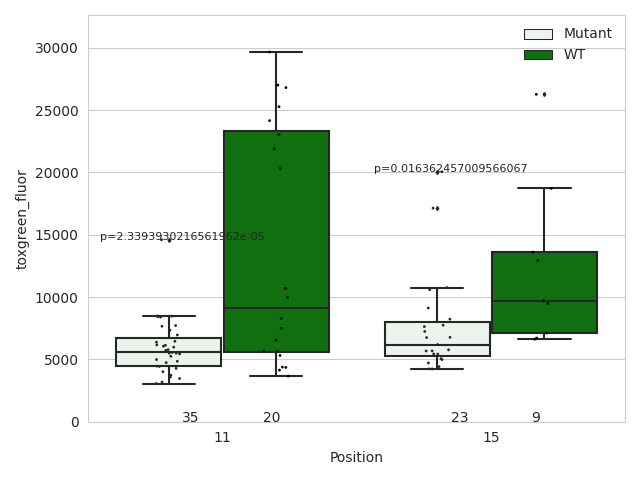 Mutant
WT
30000
25000
20000
15000
10000
5000
0
toxgreen_fluor
p=2.3393930216561962e-05
p=0.016362457009566067
35
20
23
9
11
15
Position